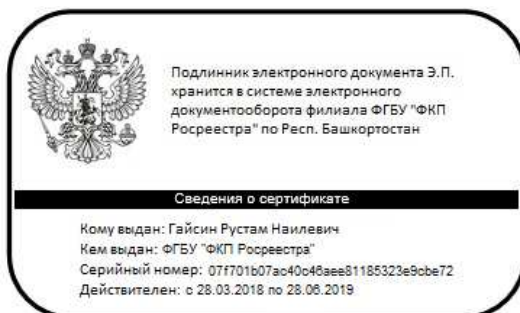 Подлинник электронного документа Э.П.
хранится в системе электронного
документооборота филиала ФГБУ "ФКП
Росреестра" по Респ. Башкортостан
Сведения о сертификате
Кому выдан: Гайсин Рустам Наилевич
Кем выдан: ФГБУ "ФКП Росреестра"
Серийный номер: 07f701b07ac40c46aee81185323e9cbe72
Действителен: с 28.03.2018 по 28.06.2019